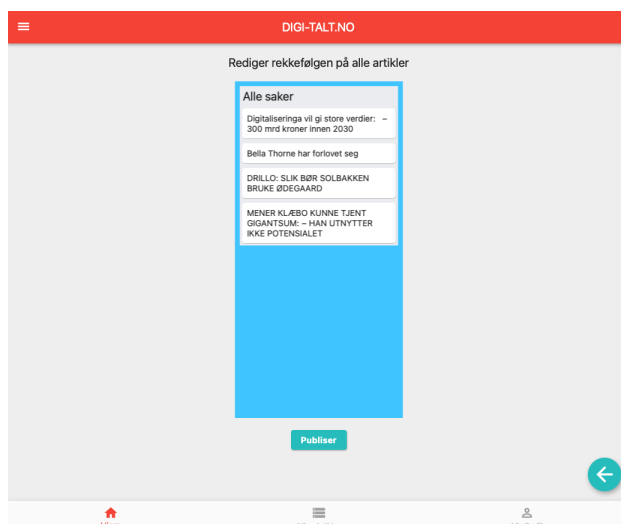 DIGI-TALT.NO
Rediger rekkefølgen på alle artikler
Alle saker
Digitaliseringa vil gi store verdier: –
300 mrd kroner innen 2030
Bella Thorne har forlovet seg
DRILLO: SLIK BØR SOLBAKKEN
BRUKE ØDEGAARD
MENER KLÆBO KUNNE TJENT
GIGANTSUM: – HAN UTNYTTER
IKKE POTENSIALET
Publiser